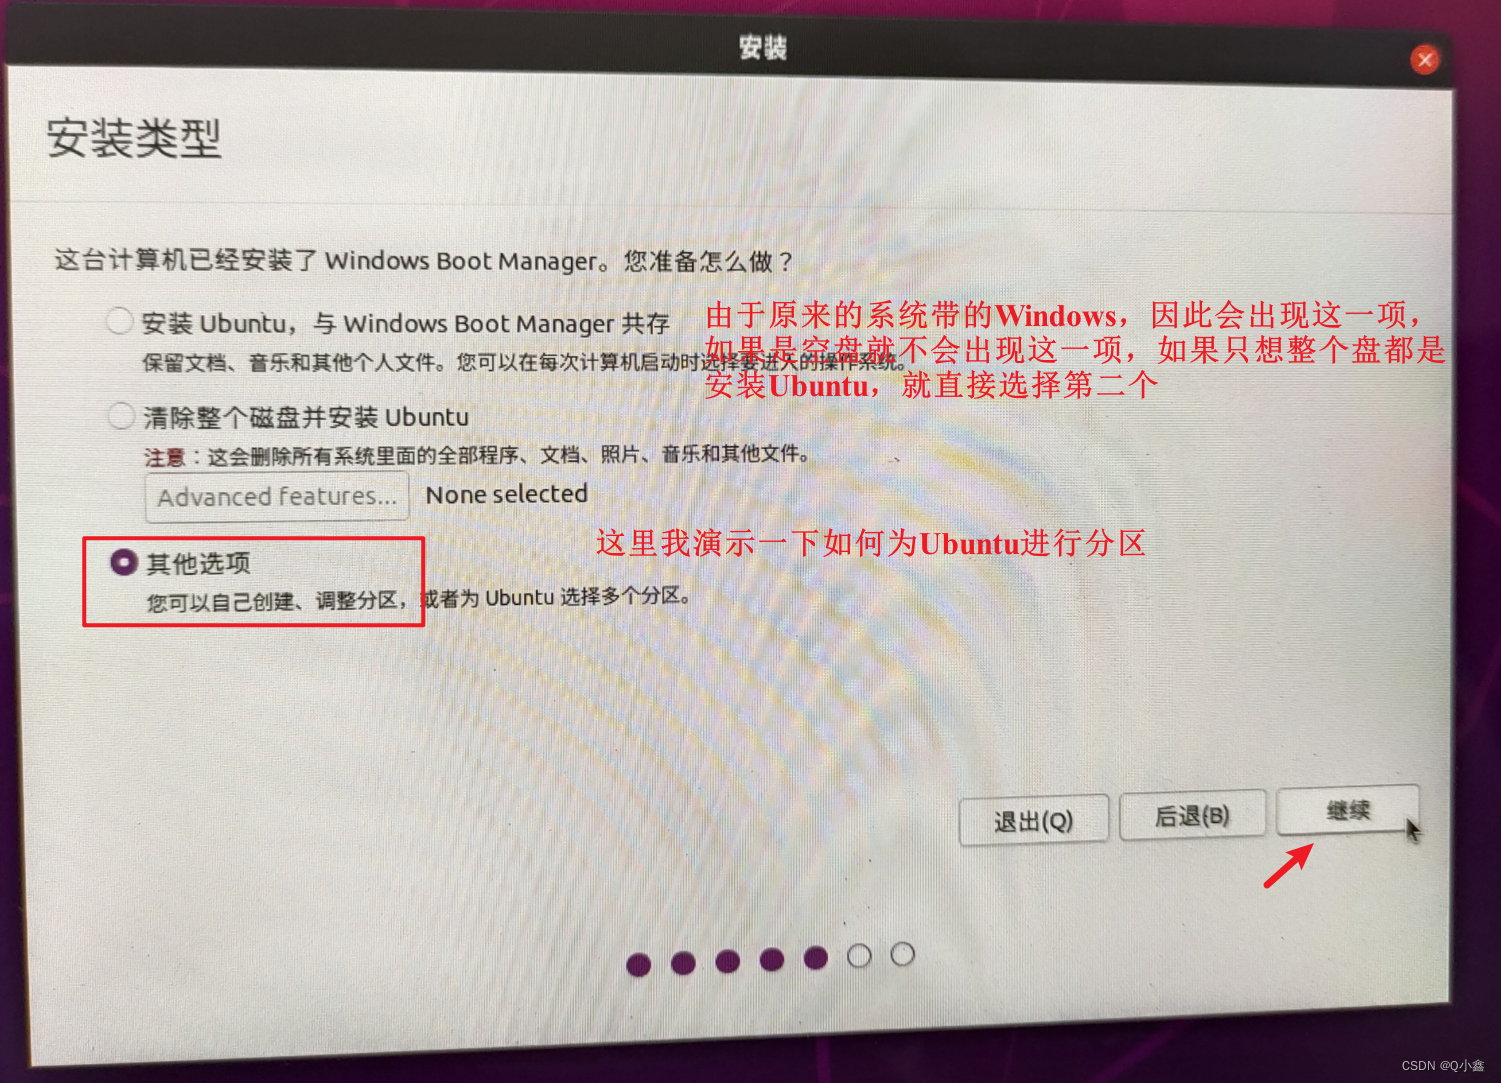 安装
安装类型
这台计算机已经安装了 Windows Boot Manager。您准备怎么做？
安装 Ubuntu，与 Windows Boot Manager 共存
保留文档、音乐和其他个人文件。您可以在每次计算机启动时选择要进入的操作系统。
由于原来的系统带的Windows，因此会出现这一项，
如果是空盘就不会出现这一项，如果只想整个盘都是
安装Ubuntu，就直接选择第二个
清除整个磁盘并安装 Ubuntu
注意：这会删除所有系统里面的全部程序、文档、照片、音乐和其他文件。
Advanced features... None selected
这里我演示一下如何为Ubuntu进行分区
其他选项
您可以自己创建、调整分区，或者为 Ubuntu 选择多个分区。
退出(Q) 后退(B) 继续
CSDN @Q小鑫